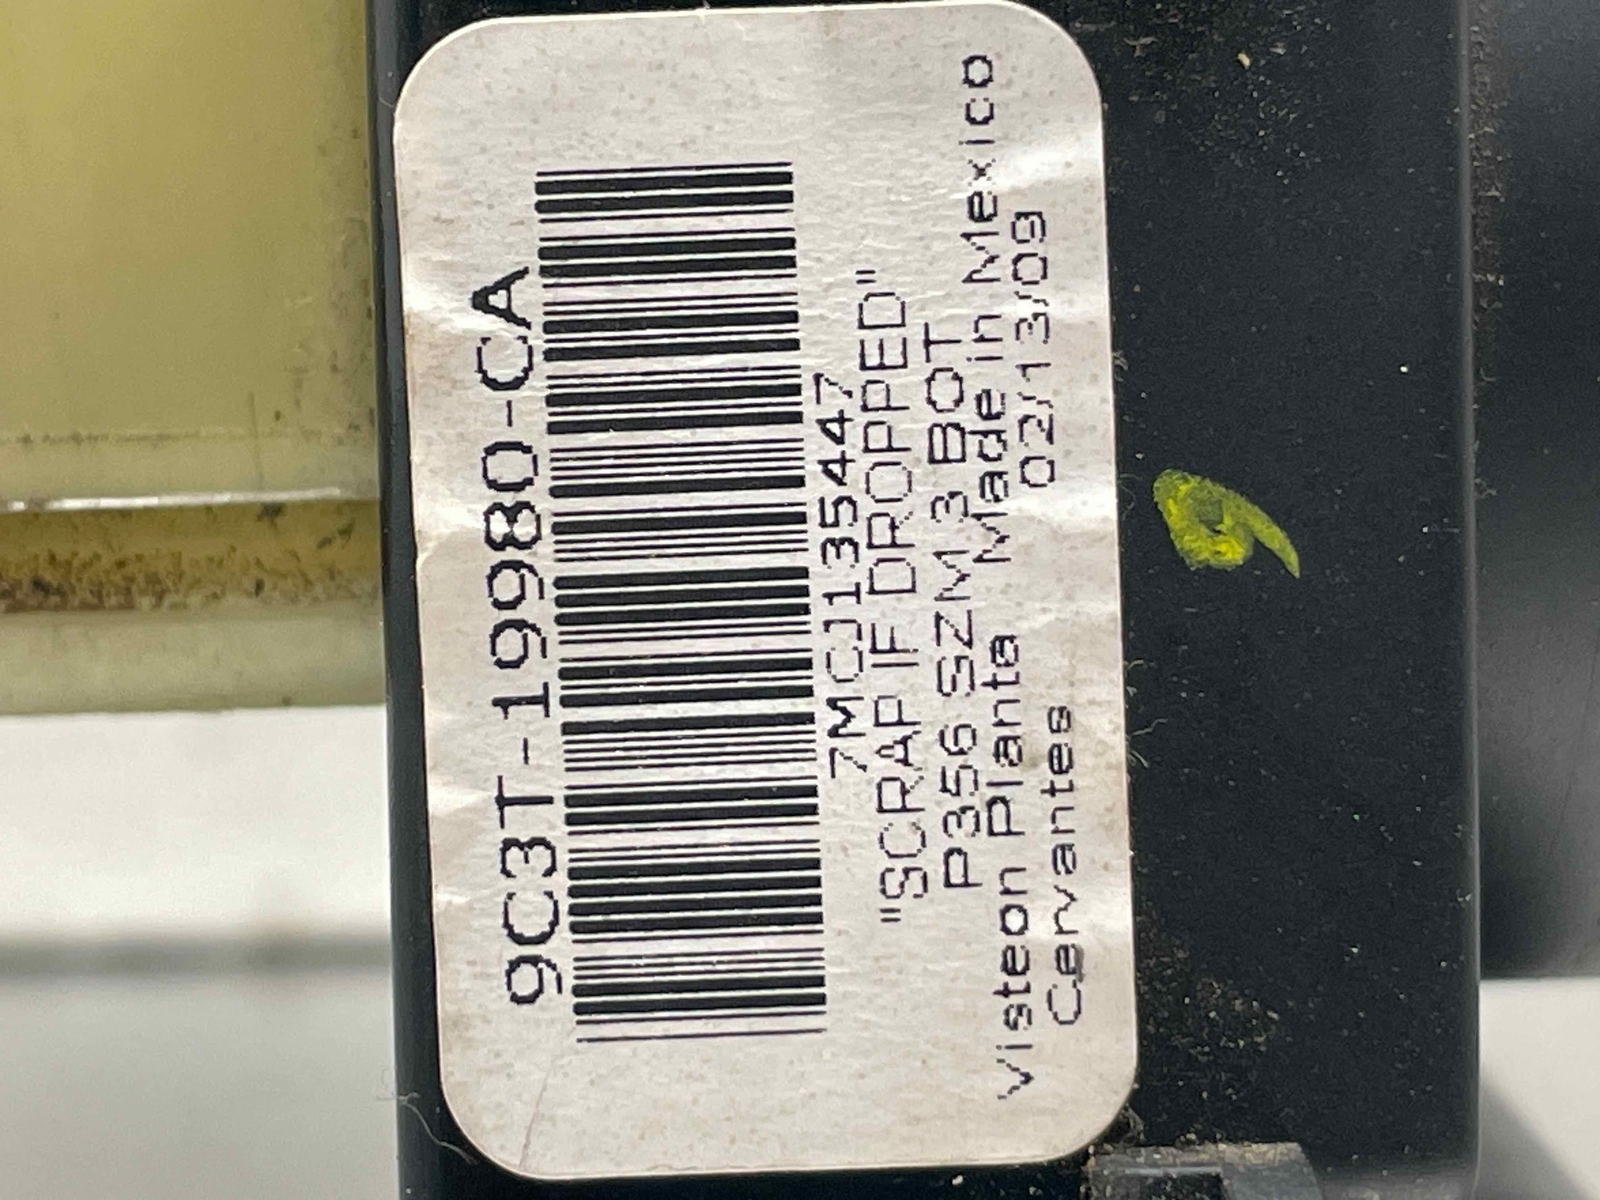 9C3T-19980-CA
7MCJ135447
"SCRAP IF DROPPED"
P356 SZM 3 BOT
Visteon Planta Made in Mexico
Cervantes 02/13/09